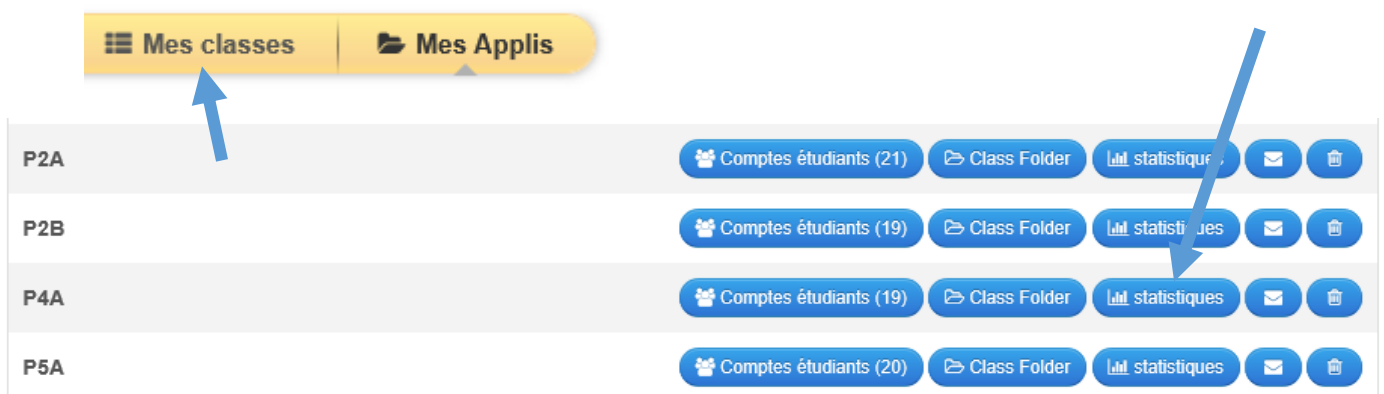 Mes classes Mes Applis
P2A Comptes étudiants (21) Class Folder statistiques
P2B Comptes étudiants (19) Class Folder statistiques
P4A Comptes étudiants (19) Class Folder statistiques
P5A Comptes étudiants (20) Class Folder statistiques